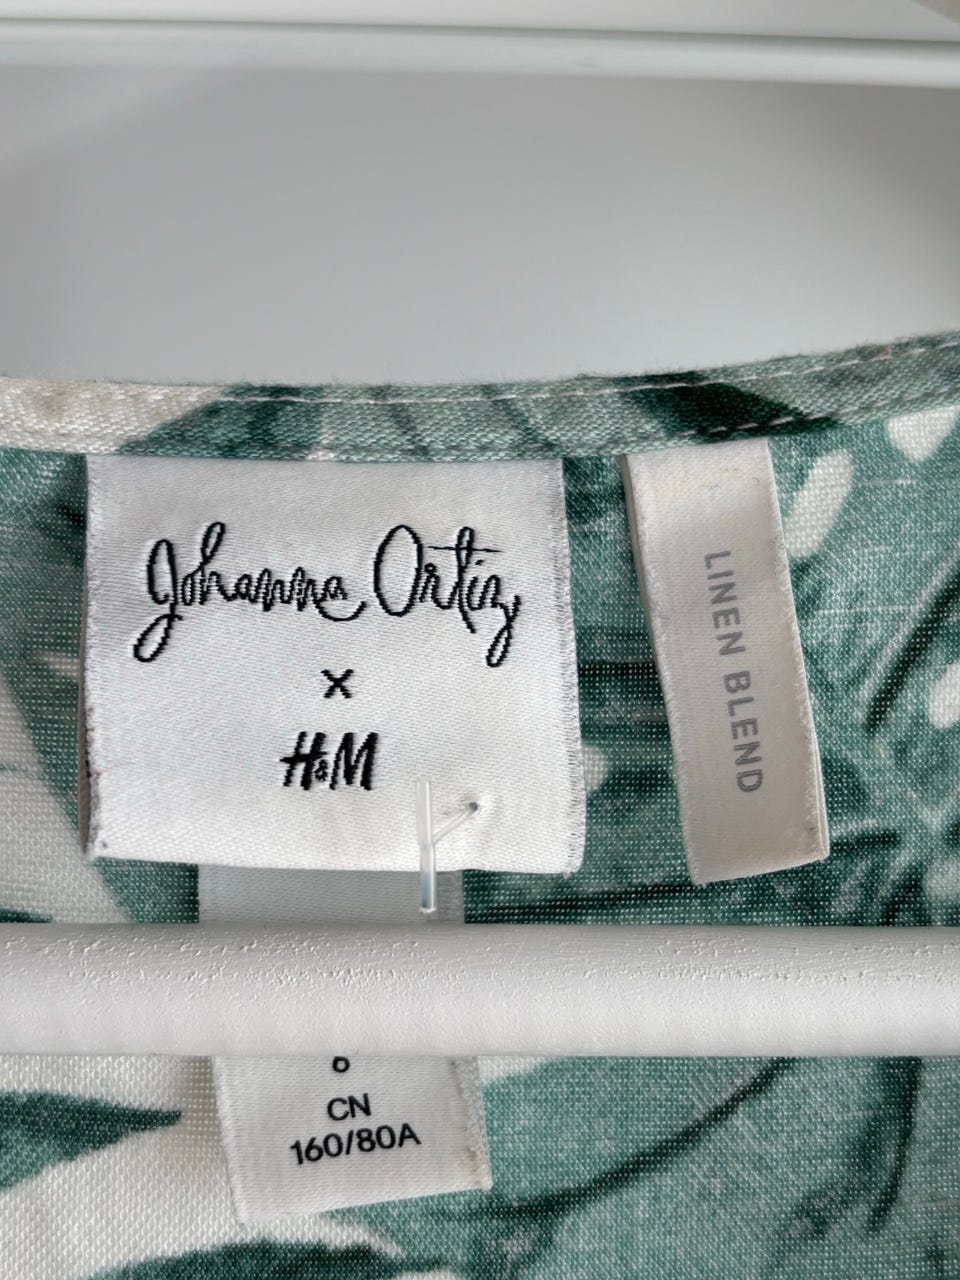 Johanna Ortiz
x
H&M
LINEN BLEND
CN
160/80A